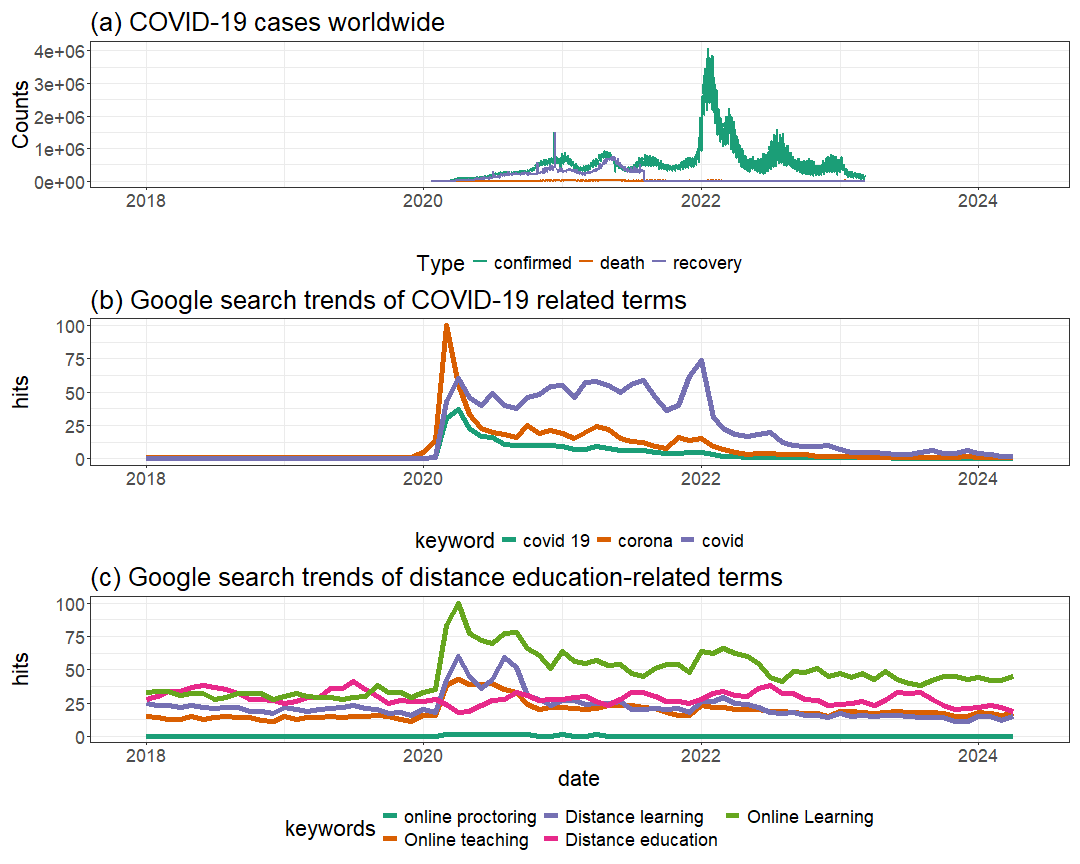 (a) COVID-19 cases worldwide
4e+06
3e+06
2e+06
1e+06
0e+00
Counts
2018 2020 2022 2024
Type confirmed death recovery
(b) Google search trends of COVID-19 related terms
100
75
50
25
0
hits
2018 2020 2022 2024
keyword covid 19 corona covid
(c) Google search trends of distance education-related terms
100
75
50
25
0
hits
2018 2020 2022 2024
date
keywords
online proctoring Distance learning Online Learning
Online teaching Distance education